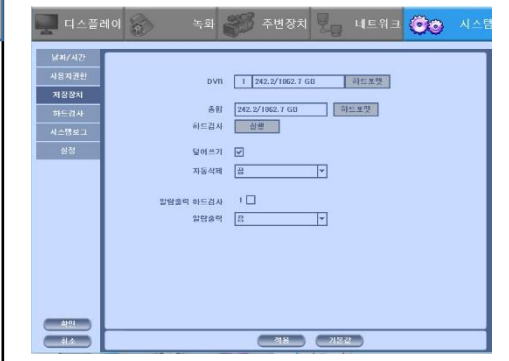 디스플레이 녹화 주변장치 네트워크 시스템
날짜/시간
사용자권한
저장장치
하드검사
시스템로그
설정
DVR 1 242.2/1862.7 GB 하드포맷
총합 242.2/1862.7 GB 하드포맷
하드검사 실행
덮어쓰기
자동삭제 끔
알람출력 하드검사 1
알람출력 끔
확인
취소
적용 기본값